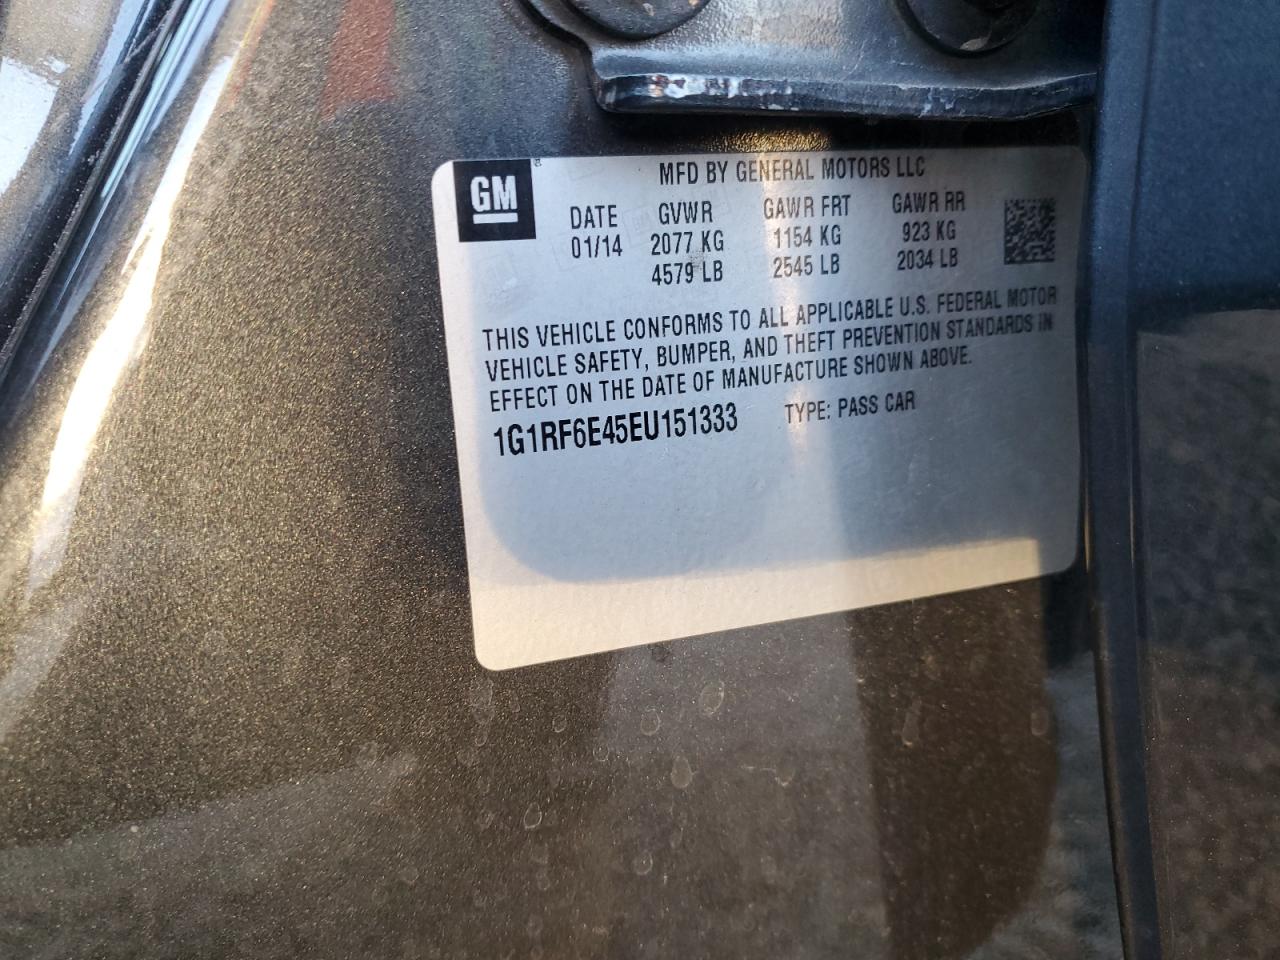 GM
MFD BY GENERAL MOTORS LLC
DATE GVWR GAWR FRT GAWR RR
01/14 2077 KG 1154 KG 923 KG
4579 LB 2545 LB 2034 LB
THIS VEHICLE CONFORMS TO ALL APPLICABLE U.S. FEDERAL MOTOR
VEHICLE SAFETY, BUMPER, AND THEFT PREVENTION STANDARDS IN
EFFECT ON THE DATE OF MANUFACTURE SHOWN ABOVE.
1G1RF6E45EU151333 TYPE: PASS CAR